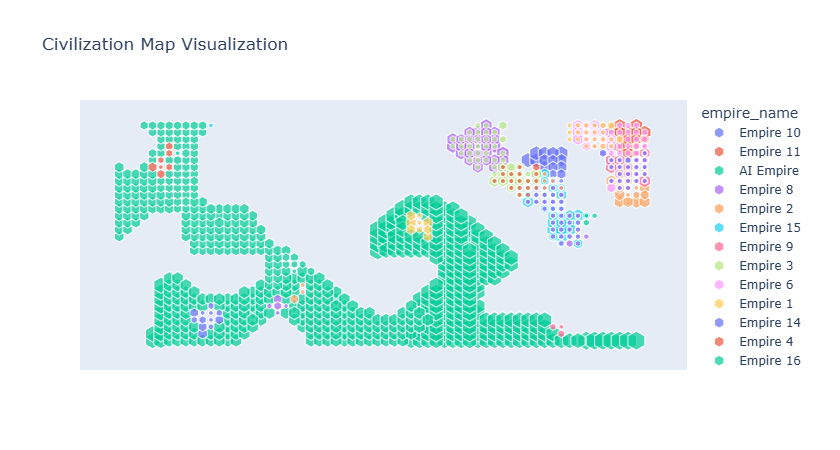 Civilization Map Visualization
empire_name
Empire 10
Empire 11
AI Empire
Empire 8
Empire 2
Empire 15
Empire 9
Empire 3
Empire 6
Empire 1
Empire 14
Empire 4
Empire 16